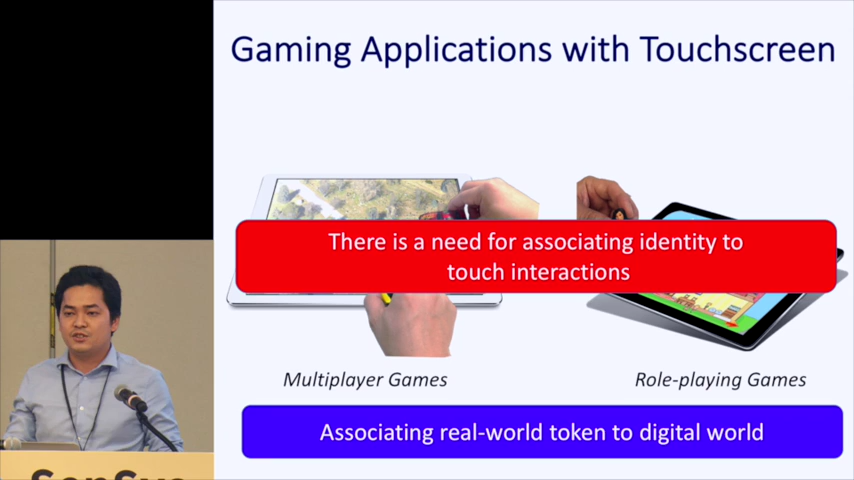 Gaming Applications with Touchscreen
There is a need for associating identity to
touch interactions
Multiplayer Games
Role-playing Games
Associating real-world token to digital world
SenSys